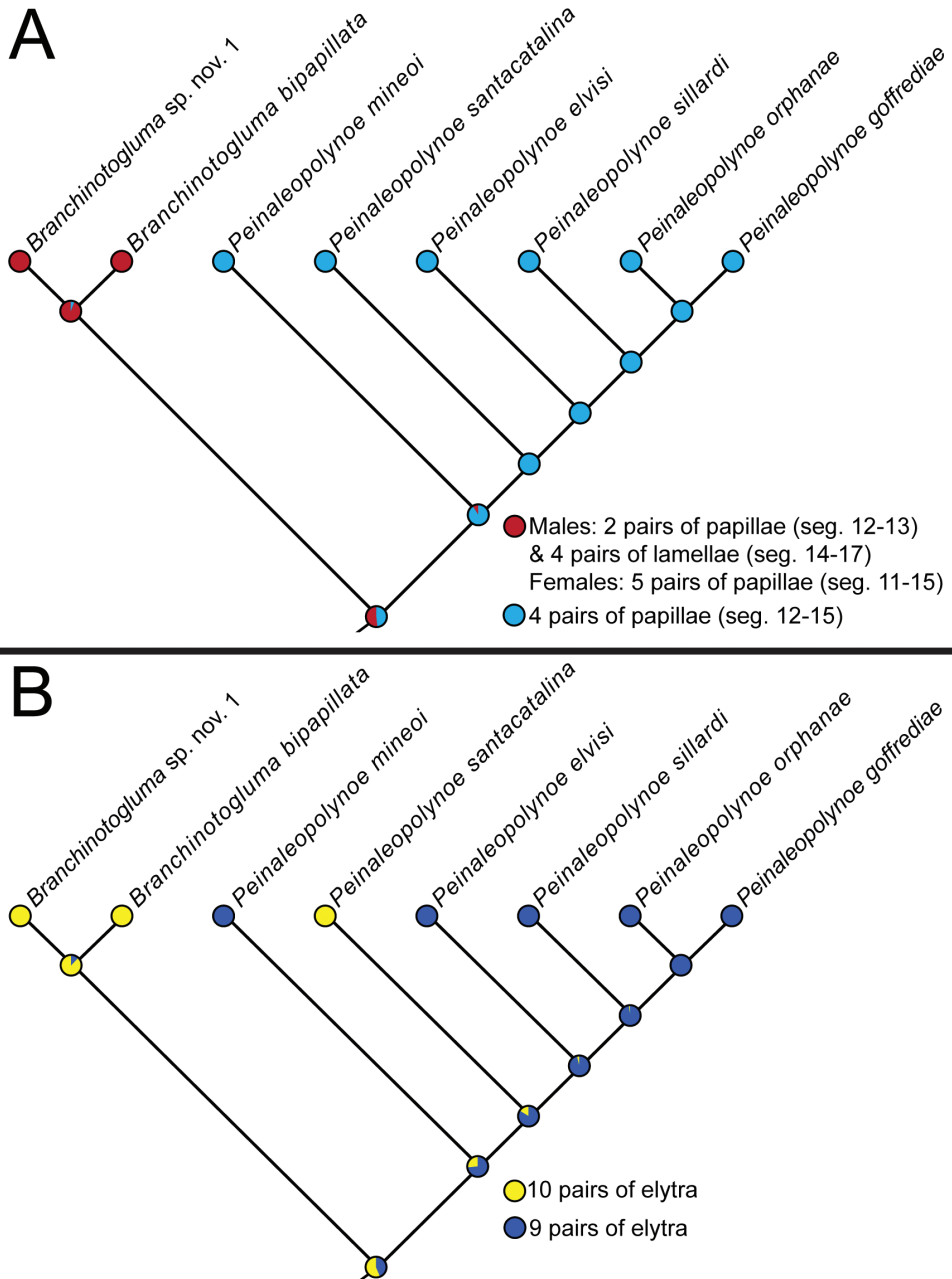 A
Branchinotogluma sp. nov. 1
Branchinotogluma bipapillata
Peinaleopolynoe mineoi
Peinaleopolynoe santacatalina
Peinaleopolynoe elvisi
Peinaleopolynoe sillardi
Peinaleopolynoe orphanae
Peinaleopolynoe goffrediae
Males: 2 pairs of papillae (seg. 12-13)
& 4 pairs of lamellae (seg. 14-17)
Females: 5 pairs of papillae (seg. 11-15)
4 pairs of papillae (seg. 12-15)
B
Branchinotogluma sp. nov. 1
Branchinotogluma bipapillata
Peinaleopolynoe mineoi
Peinaleopolynoe santacatalina
Peinaleopolynoe elvisi
Peinaleopolynoe sillardi
Peinaleopolynoe orphanae
Peinaleopolynoe goffrediae
10 pairs of elytra
9 pairs of elytra